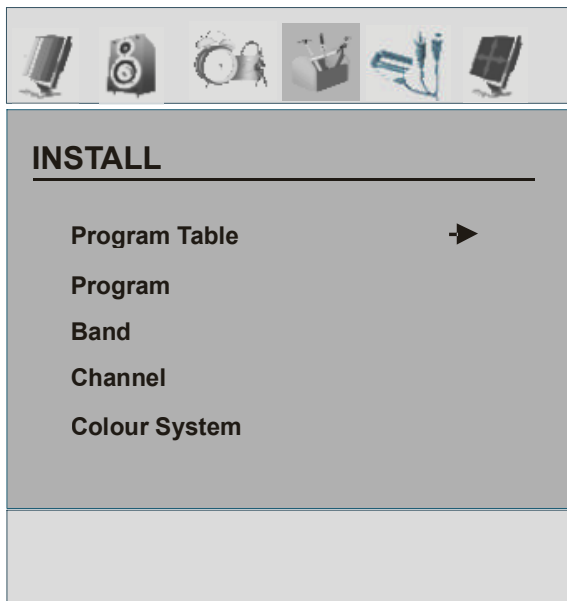 INSTALL
Program Table
Program
Band
Channel
Colour System